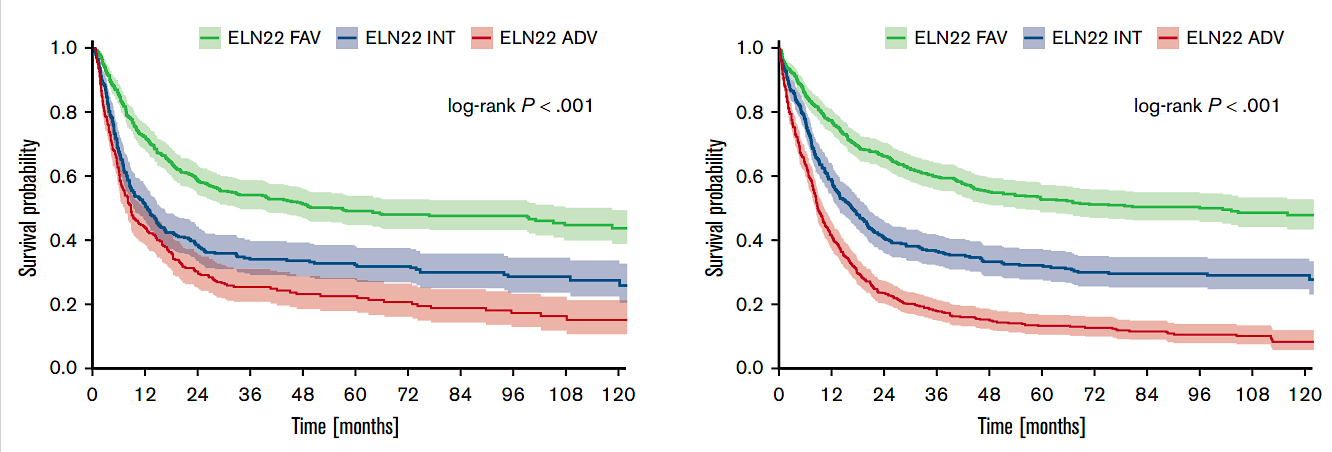 ELN22 FAV ELN22 INT ELN22 ADV
log-rank P < .001
Survival probability
1.0
0.8
0.6
0.4
0.2
0.0
0 12 24 36 48 60 72 84 96 108 120
Time [months]
ELN22 FAV ELN22 INT ELN22 ADV
log-rank P < .001
Survival probability
1.0
0.8
0.6
0.4
0.2
0.0
0 12 24 36 48 60 72 84 96 108 120
Time [months]